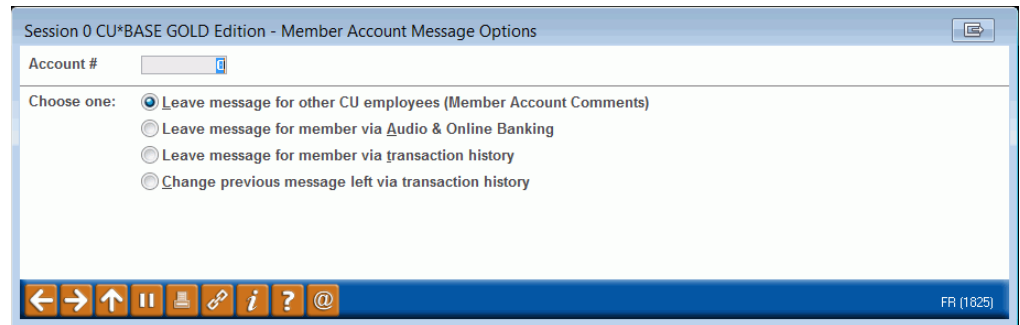 Session 0 CU*BASE GOLD Edition - Member Account Message Options
Account # 0
Choose one: Leave message for other CU employees (Member Account Comments)
Leave message for member via Audio & Online Banking
Leave message for member via transaction history
Change previous message left via transaction history
i ? @ FR (1825)